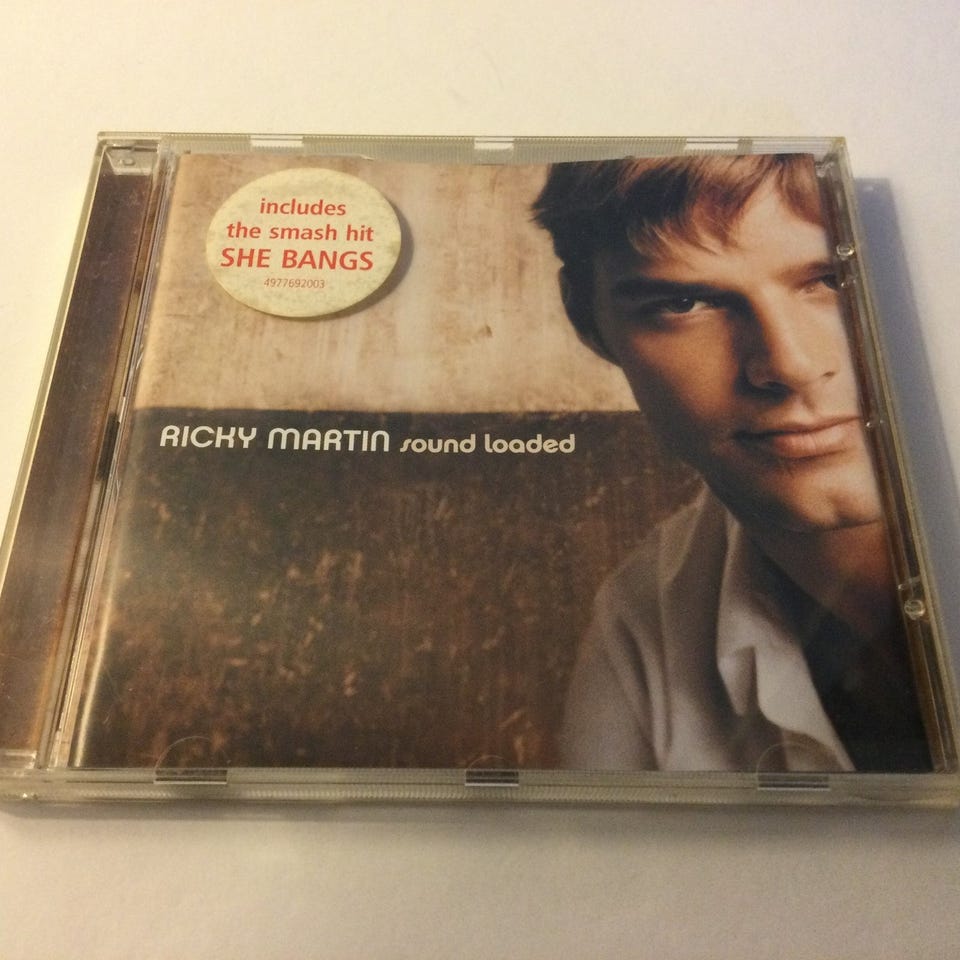 includes
the smash hit
SHE BANGS
4977692003
RICKY MARTIN sound loaded